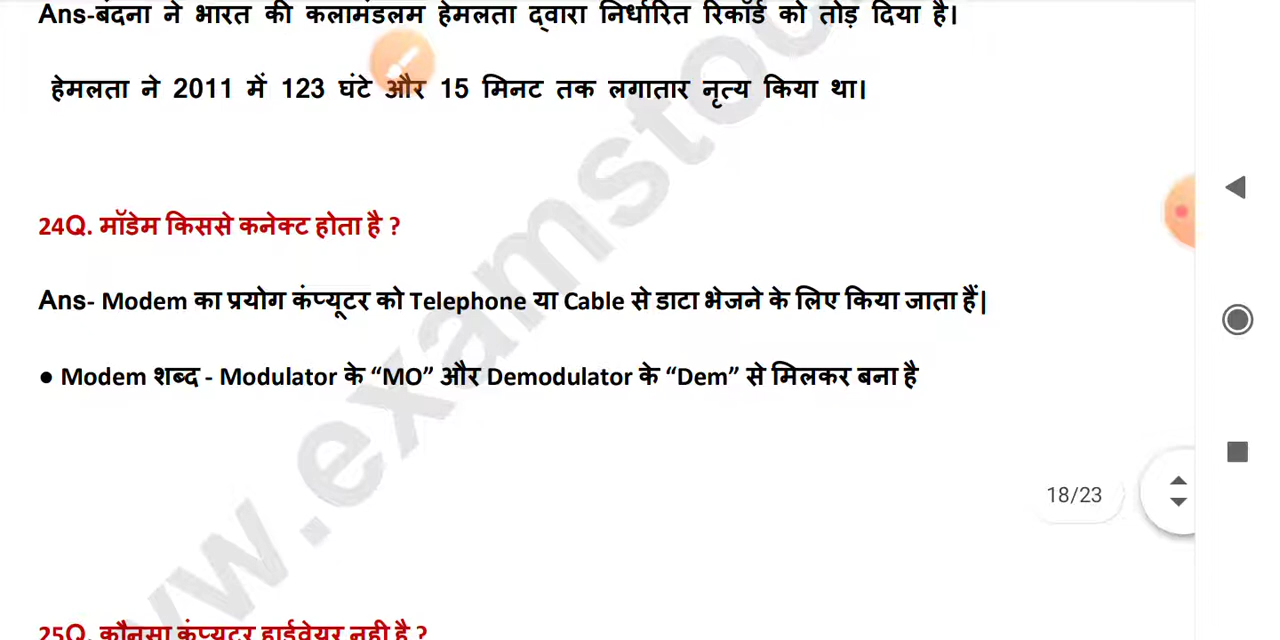 Ans-बंदना ने भारत की कलामंडलम हेमलता द्वारा निर्धारित रिकॉर्ड को तोड़ दिया है।
हेमलता ने 2011 में 123 घंटे और 15 मिनट तक लगातार नृत्य किया था।
24Q. मॉडेम किससे कनेक्ट होता है ?
Ans- Modem का प्रयोग कंप्यूटर को Telephone या Cable से डाटा भेजने के लिए किया जाता हैं|
● Modem शब्द - Modulator के “MO” और Demodulator के “Dem” से मिलकर बना है
18/23
25Q. कौनसा कंप्यूटर हार्डवेयर नही है ?
www.examstoc